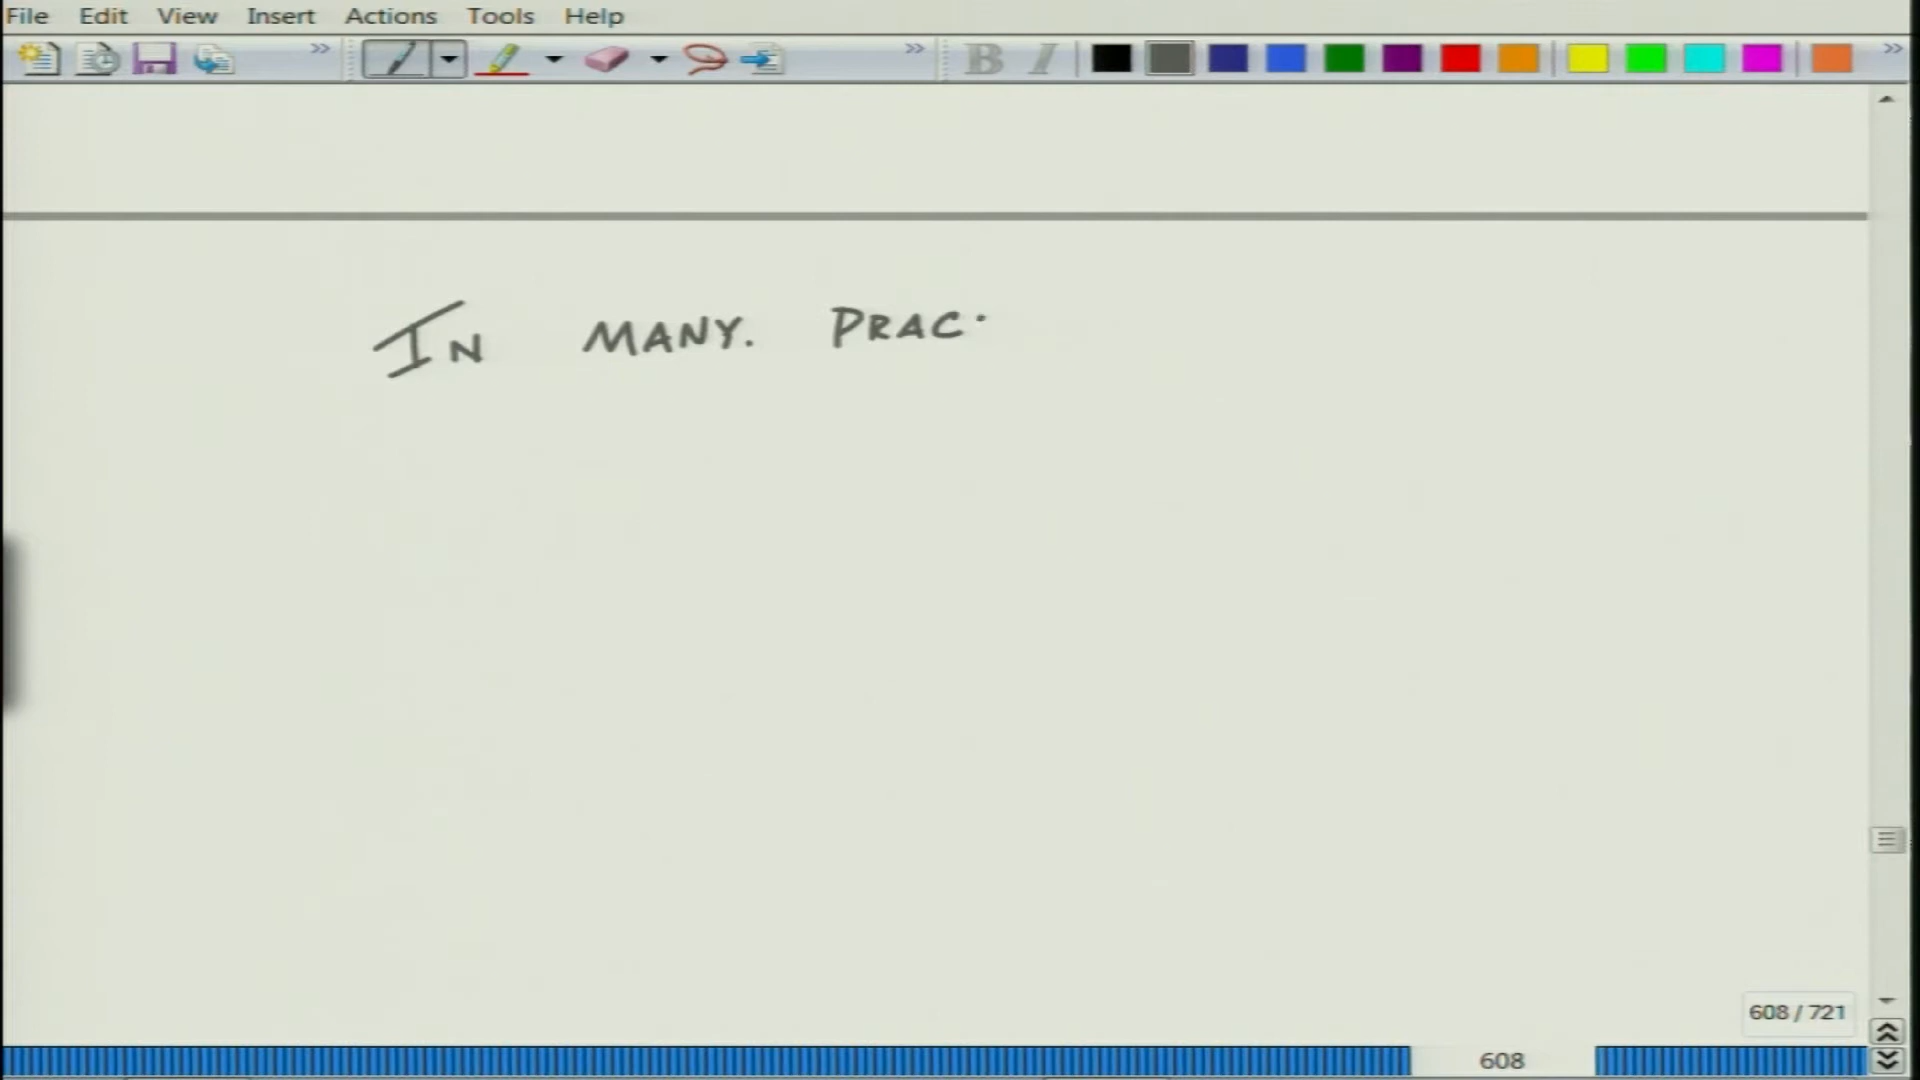 File Edit View Insert Actions Tools Help
B I
IN MANY. PRAC.
608 / 721
608